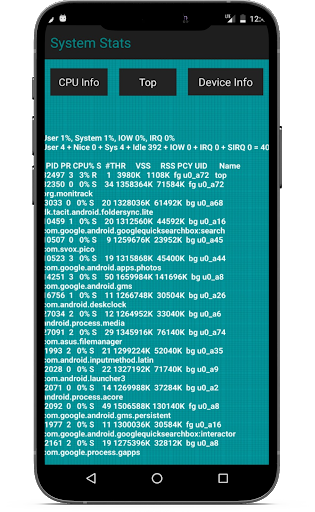 12:
System Stats
CPU Info
Top
Device Info
User 1%, System 1%, IOW 0%, IRQ 0%
User 4 + Nice 0 + Sys 4 + Idle 392 + IOW 0 + IRQ 0 + SIRQ 0 = 40
PID PR CPU% S #THR VSS RSS PCY UID Name
12497 3 3% R 1 3980K 1108K fg u0_a72 top
12350 0 0% S 34 1358364K 71584K fg u0_a72
org.monitrack
3033 0 0% S 20 1328036K 61492K bg u0_a68
dk.tacit.android.foldersync.lite
10459 1 0% S 20 1312560K 44592K bg u0_a16
com.google.android.googlequicksearchbox:search
10507 0 0% S 9 1259676K 23952K bg u0_a45
com.svox.pico
10523 4 0% S 19 1315868K 45400K bg u0_a44
com.google.android.apps.photos
14251 3 0% S 50 1659984K 141696K bg u0_a8
com.google.android.gms
16756 1 0% S 11 1266748K 30504K bg u0_a26
com.android.deskclock
27034 2 0% S 12 1264952K 33040K bg u0_a6
android.process.media
27091 2 0% S 29 1345916K 76140K bg u0_a74
com.asus.filemanager
1993 2 0% S 21 1299224K 52040K bg u0_a35
com.android.inputmethod.latin
2028 0 0% S 22 1327192K 71740K bg u0_a9
com.android.launcher3
2071 0 0% S 14 1269988K 37284K bg u0_a2
android.process.acore
2092 0 0% S 49 1506588K 130140K fg u0_a8
com.google.android.gms.persistent
1977 2 0% S 16 1300036K 30584K fg u0_a16
com.google.android.googlequicksearchbox:interactor
2161 2 0% S 19 1275396K 32812K bg u0_a8
com.google.process.gapps